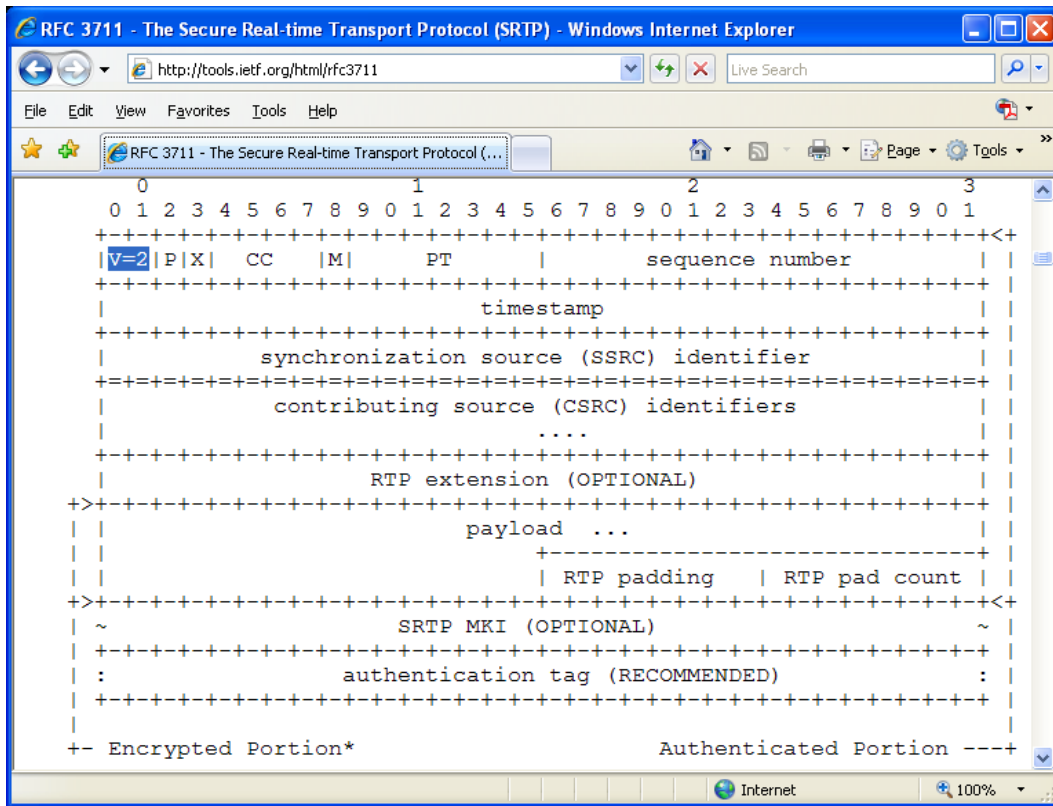 RFC 3711 - The Secure Real-time Transport Protocol (SRTP) - Windows Internet Explorer
http://tools.ietf.org/html/rfc3711 Live Search
File Edit View Favorites Tools Help
RFC 3711 - The Secure Real-time Transport Protocol (... Page Tools »
0                   1                   2                   3
0 1 2 3 4 5 6 7 8 9 0 1 2 3 4 5 6 7 8 9 0 1 2 3 4 5 6 7 8 9 0 1
+-+-+-+-+-+-+-+-+-+-+-+-+-+-+-+-+-+-+-+-+-+-+-+-+-+-+-+-+-+-+-+-+<+
|V=2|P|X|  CC   |M|     PT      |       sequence number         | |
+-+-+-+-+-+-+-+-+-+-+-+-+-+-+-+-+-+-+-+-+-+-+-+-+-+-+-+-+-+-+-+-+ |
|                           timestamp                           | |
+-+-+-+-+-+-+-+-+-+-+-+-+-+-+-+-+-+-+-+-+-+-+-+-+-+-+-+-+-+-+-+-+ |
|           synchronization source (SSRC) identifier            | |
+=+=+=+=+=+=+=+=+=+=+=+=+=+=+=+=+=+=+=+=+=+=+=+=+=+=+=+=+=+=+=+=+ |
|            contributing source (CSRC) identifiers             | |
|                               ....                            | |
+-+-+-+-+-+-+-+-+-+-+-+-+-+-+-+-+-+-+-+-+-+-+-+-+-+-+-+-+-+-+-+-+ |
|                   RTP extension (OPTIONAL)                    | |
+>+-+-+-+-+-+-+-+-+-+-+-+-+-+-+-+-+-+-+-+-+-+-+-+-+-+-+-+-+-+-+-+-+ |
| |                          payload  ...                         | |
| |                               +-------------------------------+ |
| |                               | RTP padding   | RTP pad count | |
+>+-+-+-+-+-+-+-+-+-+-+-+-+-+-+-+-+-+-+-+-+-+-+-+-+-+-+-+-+-+-+-+-+<+
| ~                     SRTP MKI (OPTIONAL)                       ~ |
| +-+-+-+-+-+-+-+-+-+-+-+-+-+-+-+-+-+-+-+-+-+-+-+-+-+-+-+-+-+-+-+-+ |
| :                 authentication tag (RECOMMENDED)              : |
| +-+-+-+-+-+-+-+-+-+-+-+-+-+-+-+-+-+-+-+-+-+-+-+-+-+-+-+-+-+-+-+-+ |
|                                                                   |
+- Encrypted Portion*                      Authenticated Portion ---+
Internet 100%